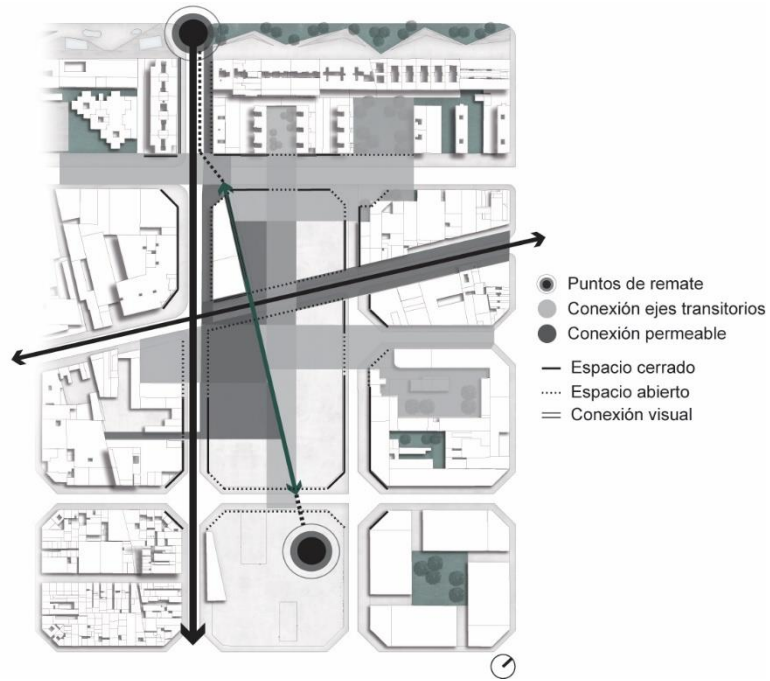 Puntos de remate
Conexión ejes transitorios
Conexión permeable
Espacio cerrado
Espacio abierto
Conexión visual